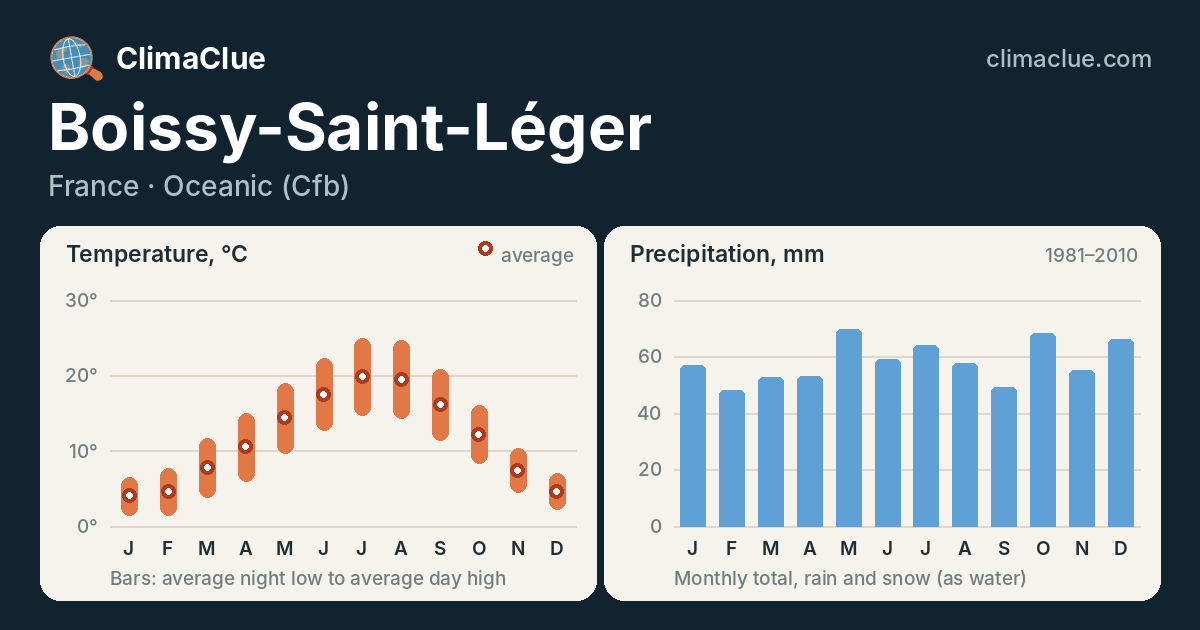 ClimaClue
climaclue.com
Boissy-Saint-Léger
France · Oceanic (Cfb)
Temperature, °C
average
30°
20°
10°
0°
J F M A M J J A S O N D
Bars: average night low to average day high
Precipitation, mm
1981–2010
80
60
40
20
0
J F M A M J J A S O N D
Monthly total, rain and snow (as water)